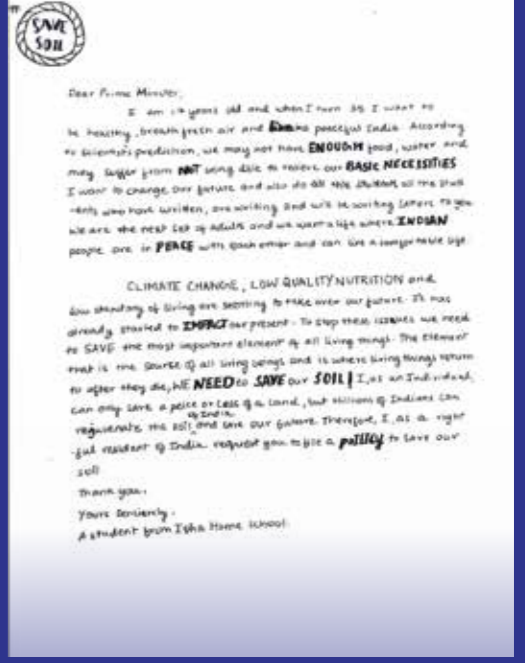 SAVE
SOIL
Dear Prime Minister,
I am 17 years old and when I turn 35 I want to
be healthy, breath fresh air and peaceful India. According
to scientists prediction, we may not have ENOUGH food, water and
may suffer from NOT being able to recieve our BASIC NECESSITIES
I want to change our future and also do all the students all the stud
-ents who have written, are writing and will be writing letters to you
We are the next set of adults and we want a life where INDIAN
people are in PEACE with each other and can live a comfortable life
CLIMATE CHANGE, LOW QUALITY NUTRITION and
low standard of living are seeming to take over our future. It has
already started to IMPACT our present. To stop these issues we need
to SAVE the most important element of all living things. The element
that is the source of all living beings and is where living things return
to after they die, WE NEED to SAVE our SOIL! I, as an Individual,
can only save a peice or less of a land, but millions of Indians can
rejuvenate the soil of India and save our future. Therefore, I, as a right
-ful resident of India request you to a to save our
soil
Thank you.
Yours
A student from Isha Home School.